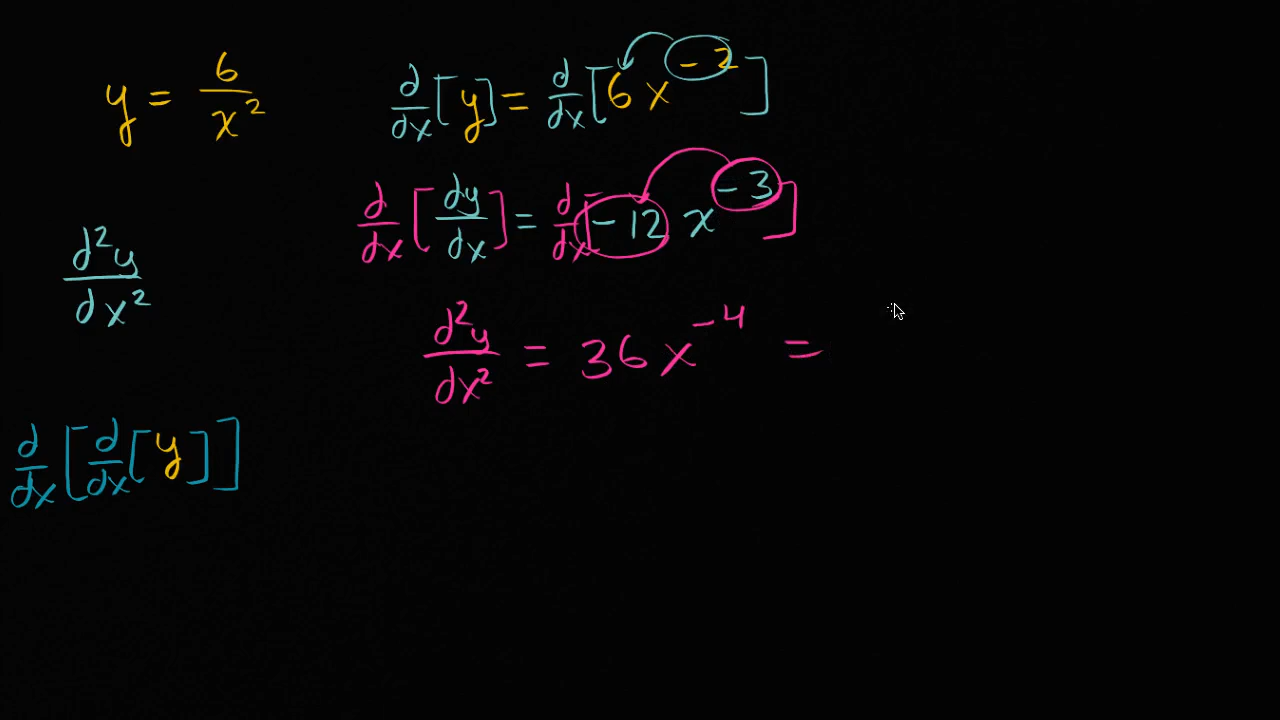 y = 6/x²
d/dx [y] = d/dx [6x⁻²]
d/dx [dy/dx] = d/dx [-12 x⁻³]
d²y/dx²
d²y/dx² = 36x⁻⁴ =
d/dx [d/dx [y]]